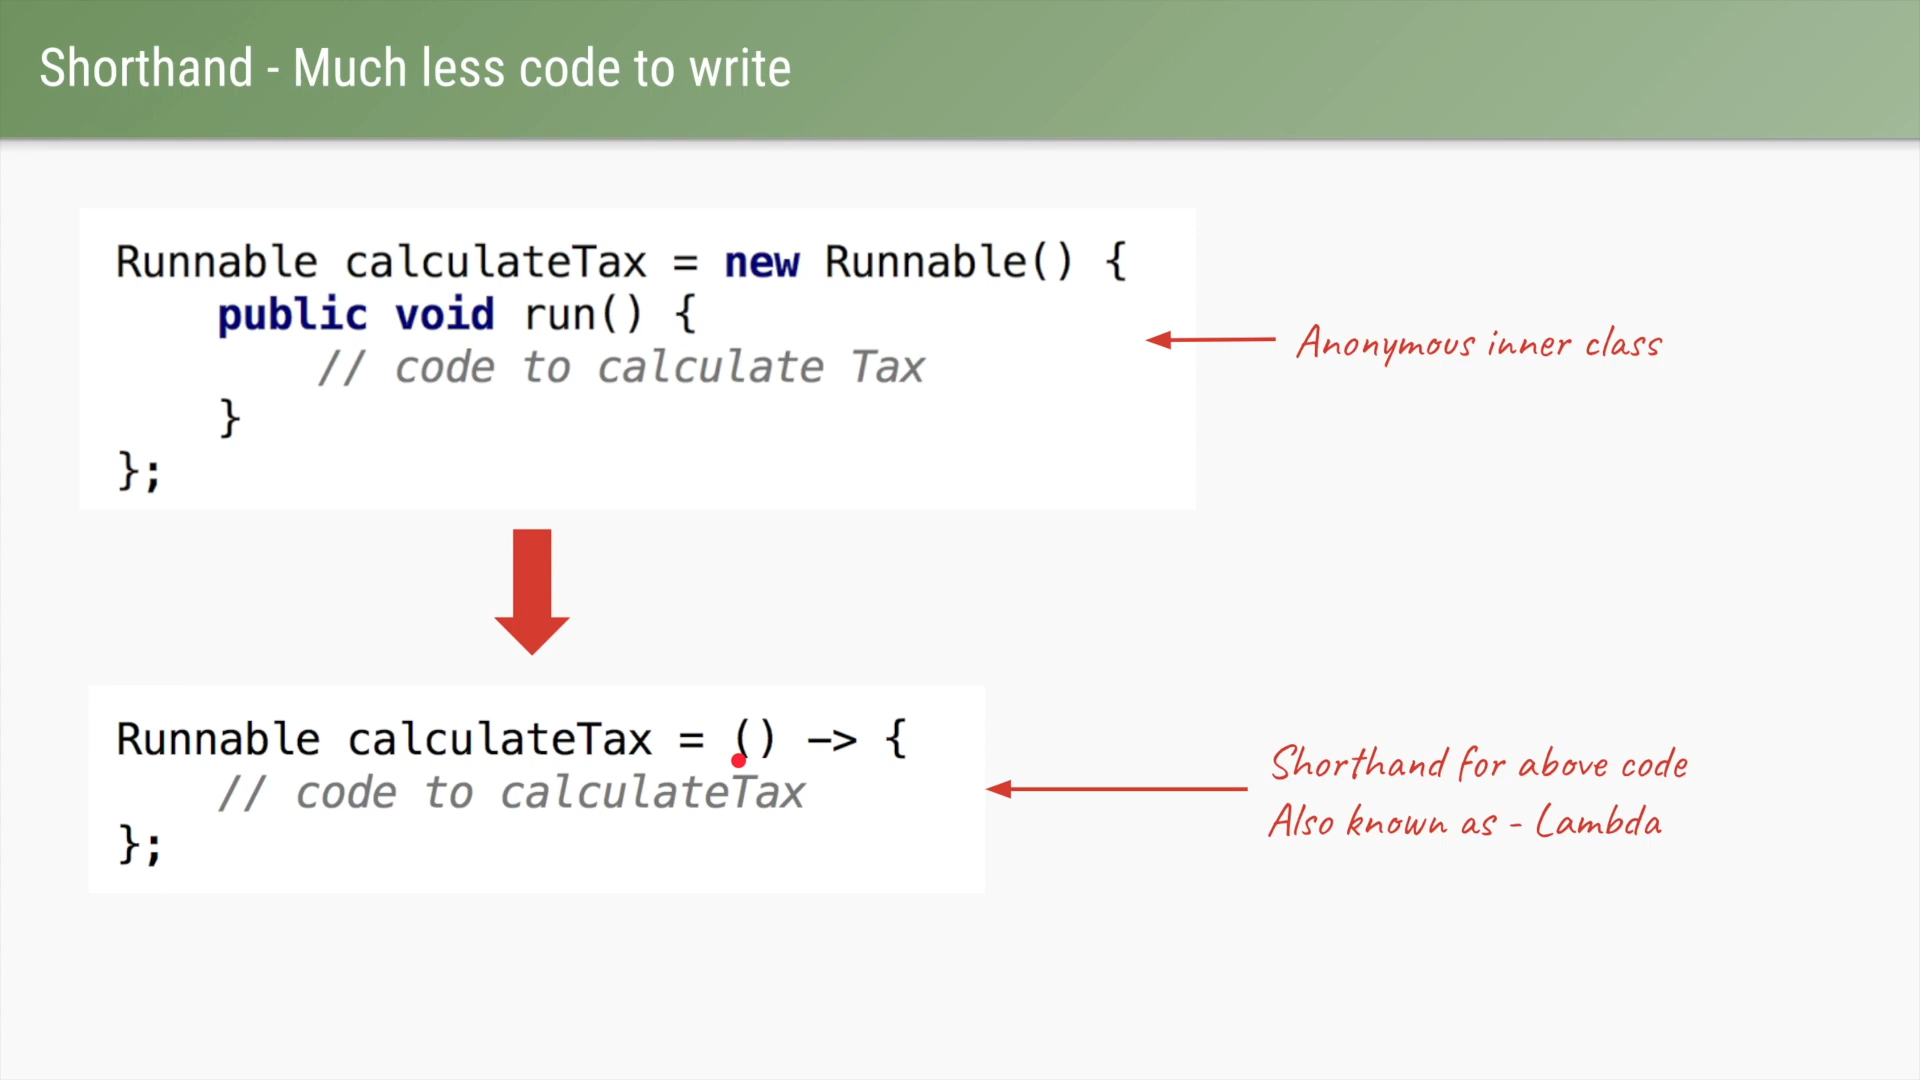 Shorthand - Much less code to write
Runnable calculateTax = new Runnable() {
    public void run() {
        // code to calculate Tax
    }
};
Anonymous inner class
Runnable calculateTax = () -> {
    // code to calculateTax
};
Shorthand for above code
Also known as - Lambda